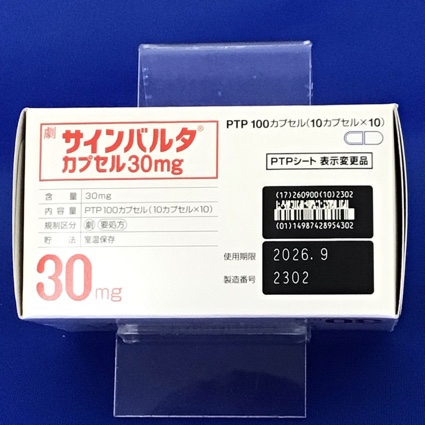 劇 サインバルタ®
カプセル30mg
含 量 30mg
内 容 量 PTP100カプセル(10カプセル×10)
規制区分 劇 要処方
貯 法 室温保存
30mg
PTP 100カプセル(10カプセル×10)
PTPシート 表示変更品
(17)260900(10)2302
(01)14987428954302
使用期限 2026. 9
製造番号 2302